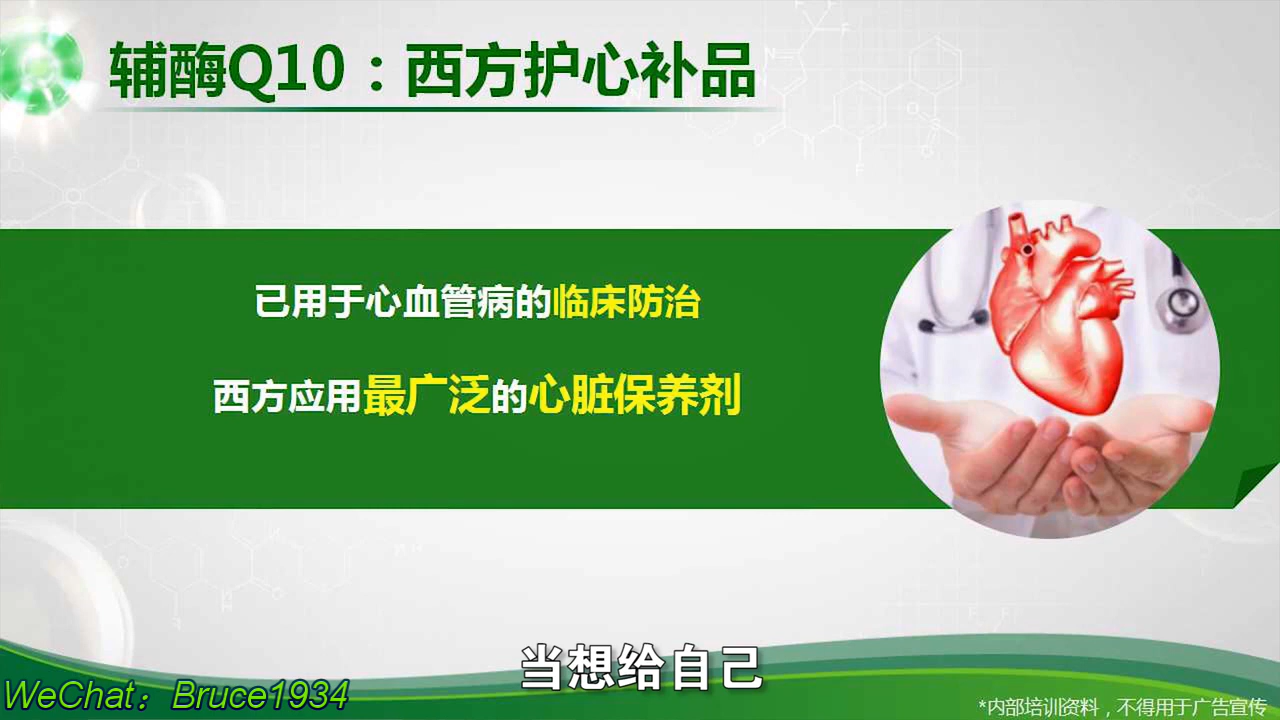 辅酶Q10：西方护心补品
已用于心血管病的临床防治
西方应用最广泛的心脏保养剂
当想给自己
WeChat：Bruce1934
*内部培训资料，不得用于广告宣传